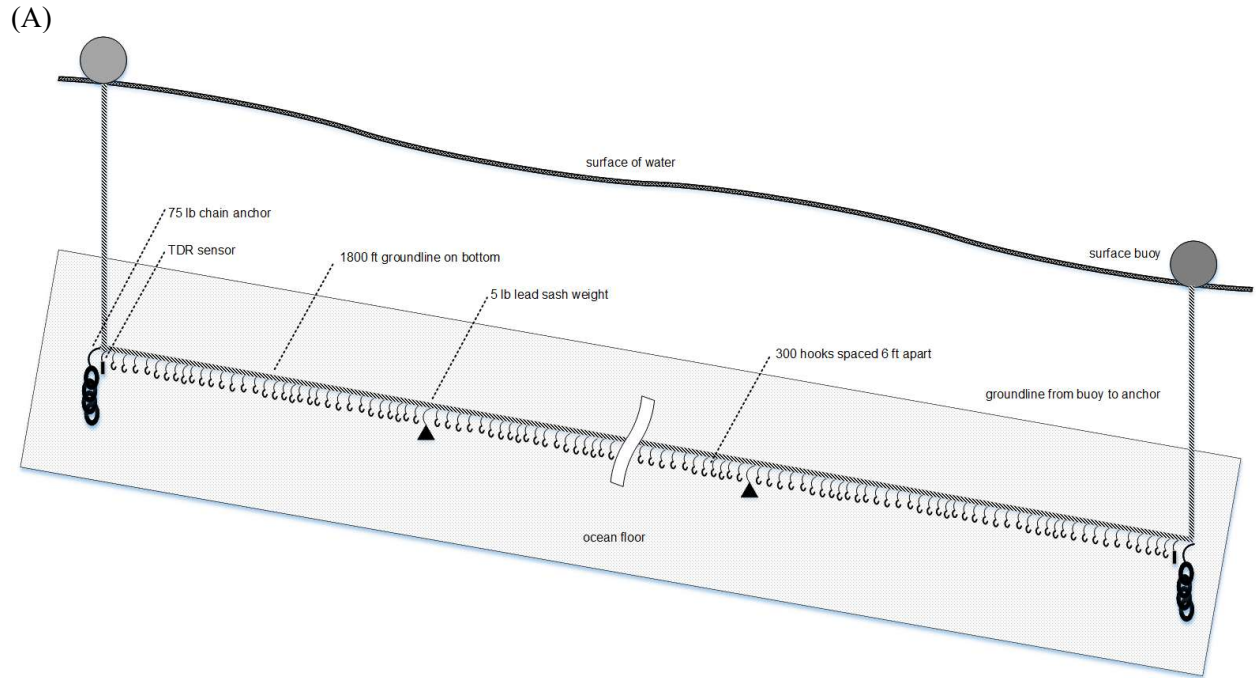 (A)
surface of water
75 lb chain anchor
TDR sensor
1800 ft groundline on bottom
surface buoy
5 lb lead sash weight
300 hooks spaced 6 ft apart
groundline from buoy to anchor
ocean floor